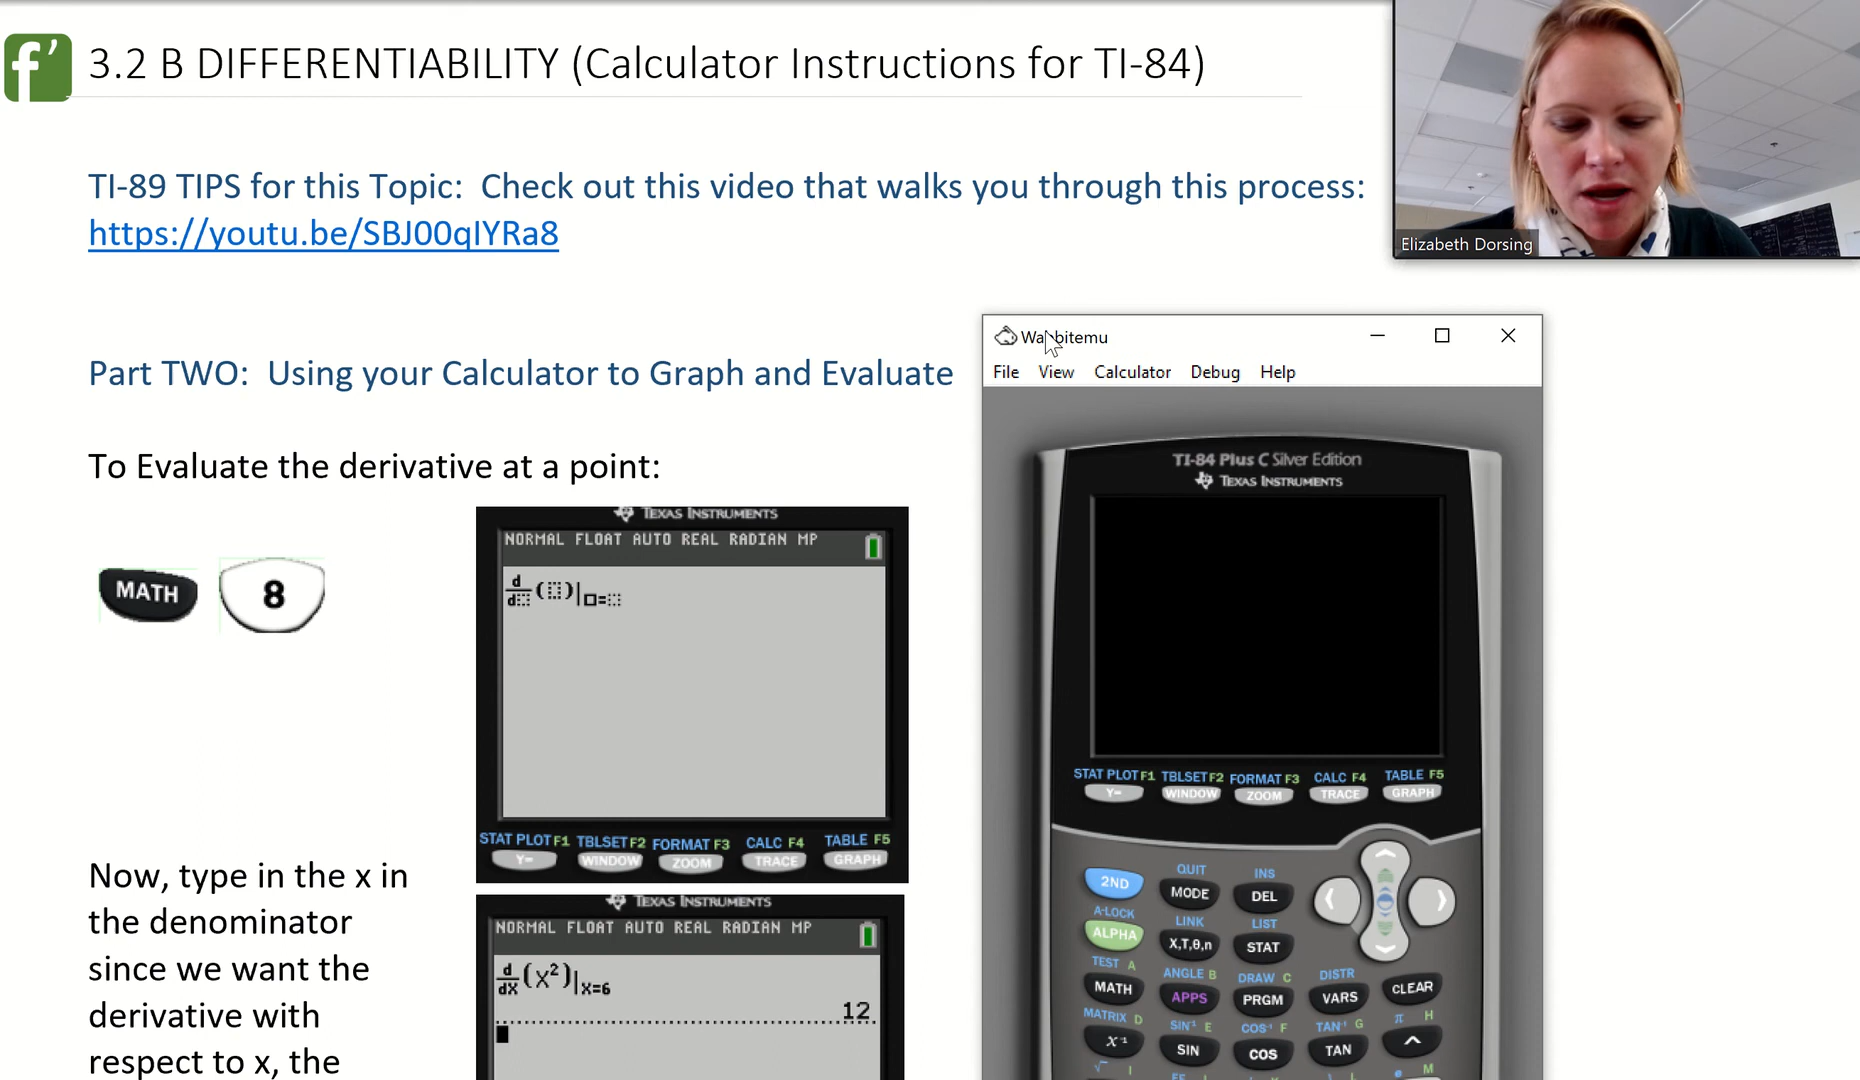 f’
3.2 B DIFFERENTIABILITY (Calculator Instructions for TI-84)
TI-89 TIPS for this Topic:  Check out this video that walks you through this process:
https://youtu.be/SBJ00qIYRa8
Elizabeth Dorsing
Part TWO:  Using your Calculator to Graph and Evaluate
To Evaluate the derivative at a point:
MATH 8
TEXAS INSTRUMENTS
NORMAL FLOAT AUTO REAL RADIAN MP
d
d⬚(⬚)|□=⬚
STAT PLOT F1 TBLSET F2 FORMAT F3 CALC F4 TABLE F5
Y= WINDOW ZOOM TRACE GRAPH
Now, type in the x in
the denominator
since we want the
derivative with
respect to x, the
TEXAS INSTRUMENTS
NORMAL FLOAT AUTO REAL RADIAN MP
d
dX(X²)|X=6
12
Wabbitemu
File View Calculator Debug Help
TI-84 Plus C Silver Edition
TEXAS INSTRUMENTS
STAT PLOT F1 TBLSET F2 FORMAT F3 CALC F4 TABLE F5
Y= WINDOW ZOOM TRACE GRAPH
QUIT INS
2ND MODE DEL
A-LOCK LINK LIST
ALPHA X,T,θ,n STAT
TEST A ANGLE B DRAW C DISTR
MATH APPS PRGM VARS CLEAR
MATRIX D SIN⁻¹ E COS⁻¹ F TAN⁻¹ G π H
X⁻¹ SIN COS TAN ^
√ I EE J L e M